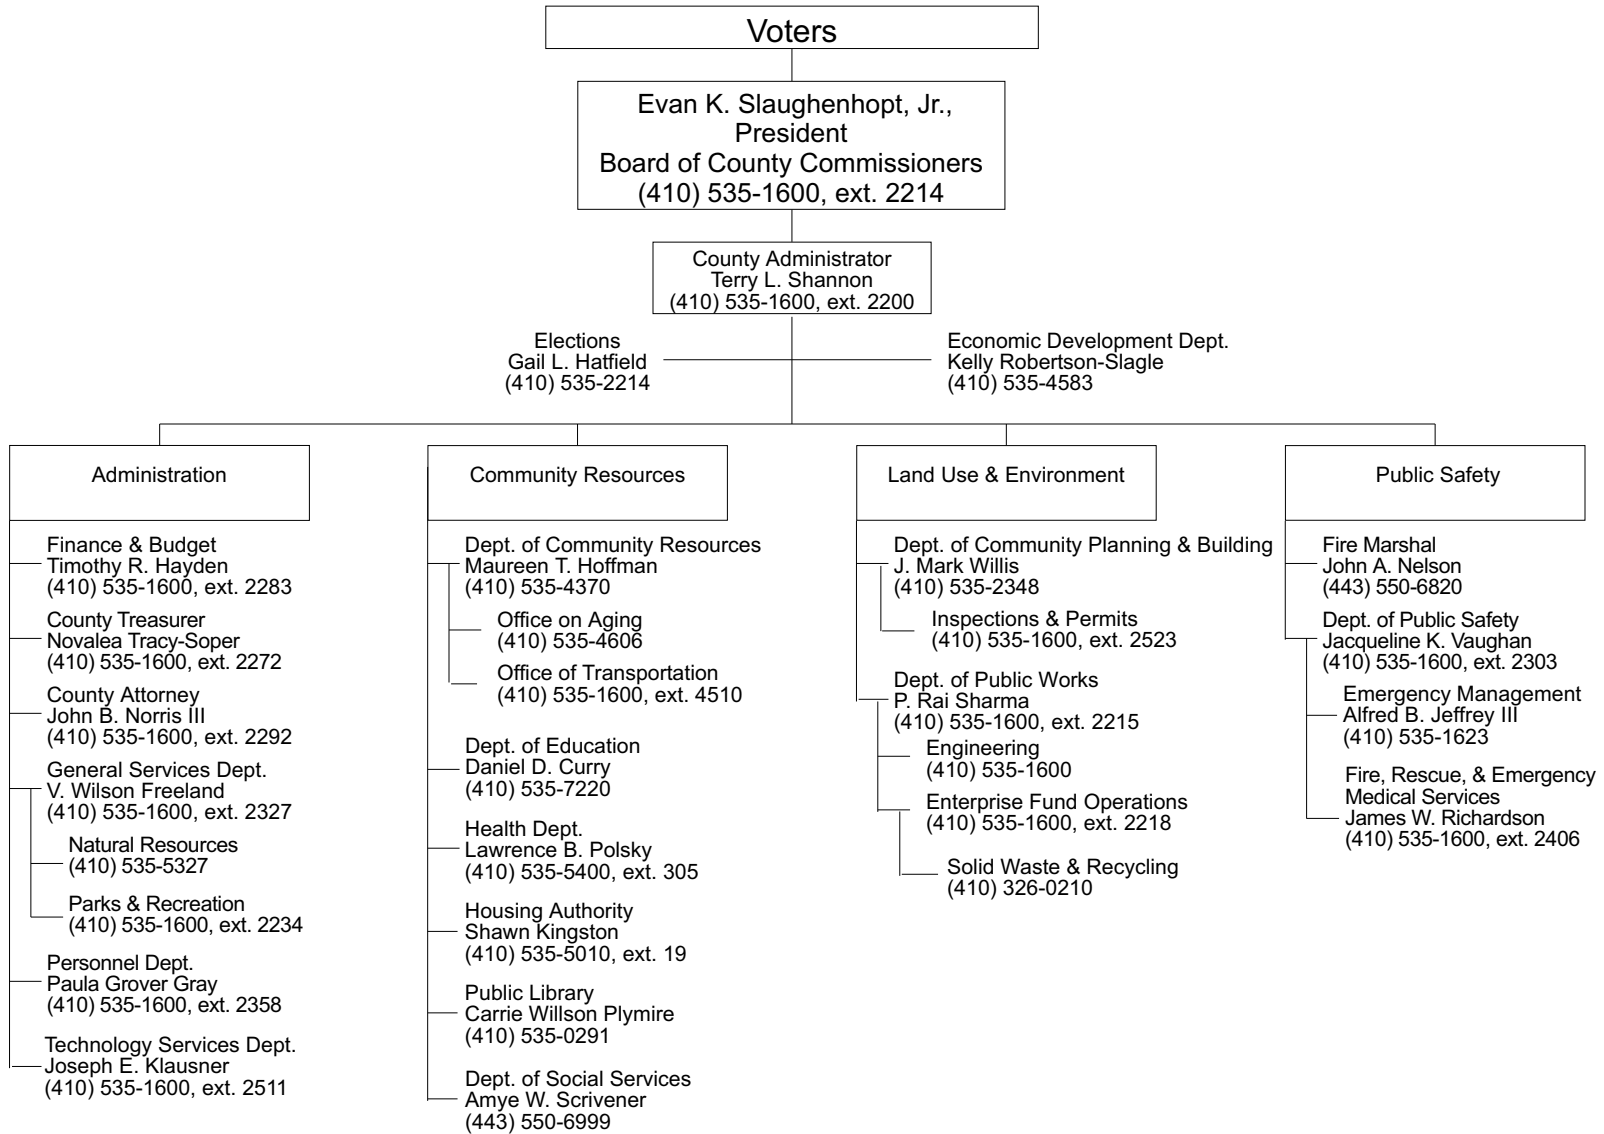 Voters
Evan K. Slaughenhopt, Jr.,
President
Board of County Commissioners
(410) 535-1600, ext. 2214
County Administrator
Terry L. Shannon
(410) 535-1600, ext. 2200
Elections
Gail L. Hatfield
(410) 535-2214
Economic Development Dept.
Kelly Robertson-Slagle
(410) 535-4583
Administration
Finance & Budget
Timothy R. Hayden
(410) 535-1600, ext. 2283
County Treasurer
Novalea Tracy-Soper
(410) 535-1600, ext. 2272
County Attorney
John B. Norris III
(410) 535-1600, ext. 2292
General Services Dept.
V. Wilson Freeland
(410) 535-1600, ext. 2327
Natural Resources
(410) 535-5327
Parks & Recreation
(410) 535-1600, ext. 2234
Personnel Dept.
Paula Grover Gray
(410) 535-1600, ext. 2358
Technology Services Dept.
Joseph E. Klausner
(410) 535-1600, ext. 2511
Community Resources
Dept. of Community Resources
Maureen T. Hoffman
(410) 535-4370
Office on Aging
(410) 535-4606
Office of Transportation
(410) 535-1600, ext. 4510
Dept. of Education
Daniel D. Curry
(410) 535-7220
Health Dept.
Lawrence B. Polsky
(410) 535-5400, ext. 305
Housing Authority
Shawn Kingston
(410) 535-5010, ext. 19
Public Library
Carrie Willson Plymire
(410) 535-0291
Dept. of Social Services
Amye W. Scrivener
(443) 550-6999
Land Use & Environment
Dept. of Community Planning & Building
J. Mark Willis
(410) 535-2348
Inspections & Permits
(410) 535-1600, ext. 2523
Dept. of Public Works
P. Rai Sharma
(410) 535-1600, ext. 2215
Engineering
(410) 535-1600
Enterprise Fund Operations
(410) 535-1600, ext. 2218
Solid Waste & Recycling
(410) 326-0210
Public Safety
Fire Marshal
John A. Nelson
(443) 550-6820
Dept. of Public Safety
Jacqueline K. Vaughan
(410) 535-1600, ext. 2303
Emergency Management
Alfred B. Jeffrey III
(410) 535-1623
Fire, Rescue, & Emergency
Medical Services
James W. Richardson
(410) 535-1600, ext. 2406